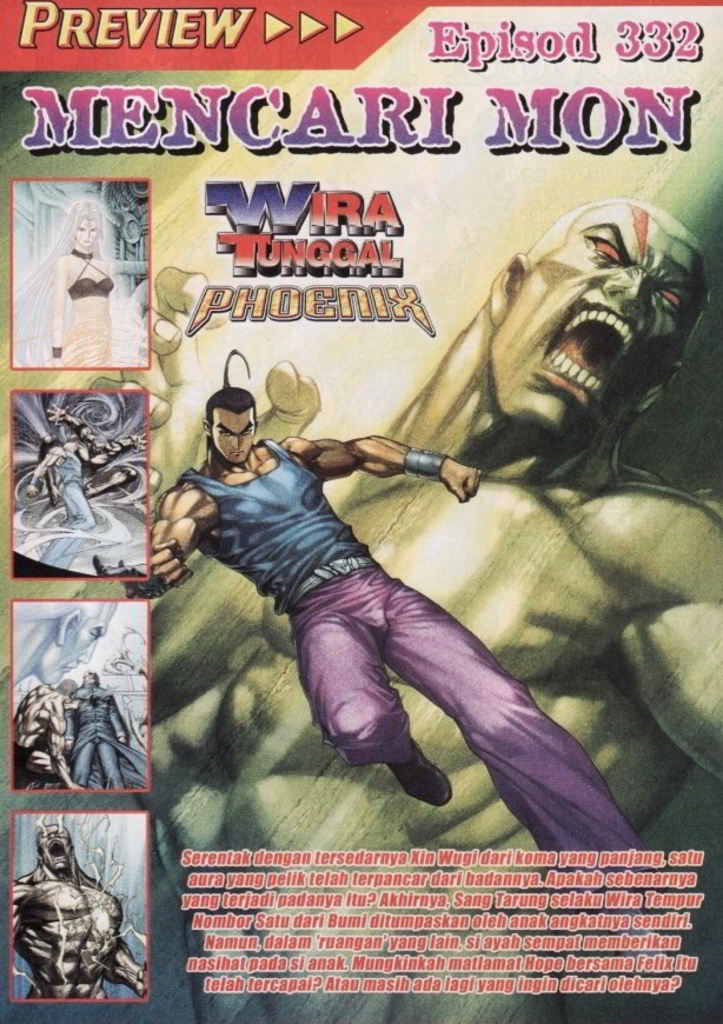 PREVIEW
Episod 332
MENCARI MON
WIRA
TUNGGAL
PHOENIX
Serentak dengan tersedarnya Xin Wugi dari koma yang panjang, satu
aura yang pelik telah terpancar dari badannya. Apakah sebenarnya
yang terjadi padanya itu? Akhirnya, Sang Tarung selaku Wira Tempur
Nombor Satu dari Bumi ditumpaskan oleh anak angkatnya sendiri.
Namun, dalam 'ruangan' yang lain, si ayah sempat memberikan
nasihat pada si anak. Mungkinkah matlamat Hope bersama Felix itu
telah tercapai? Atau masih ada lagi yang ingin dicari olehnya?